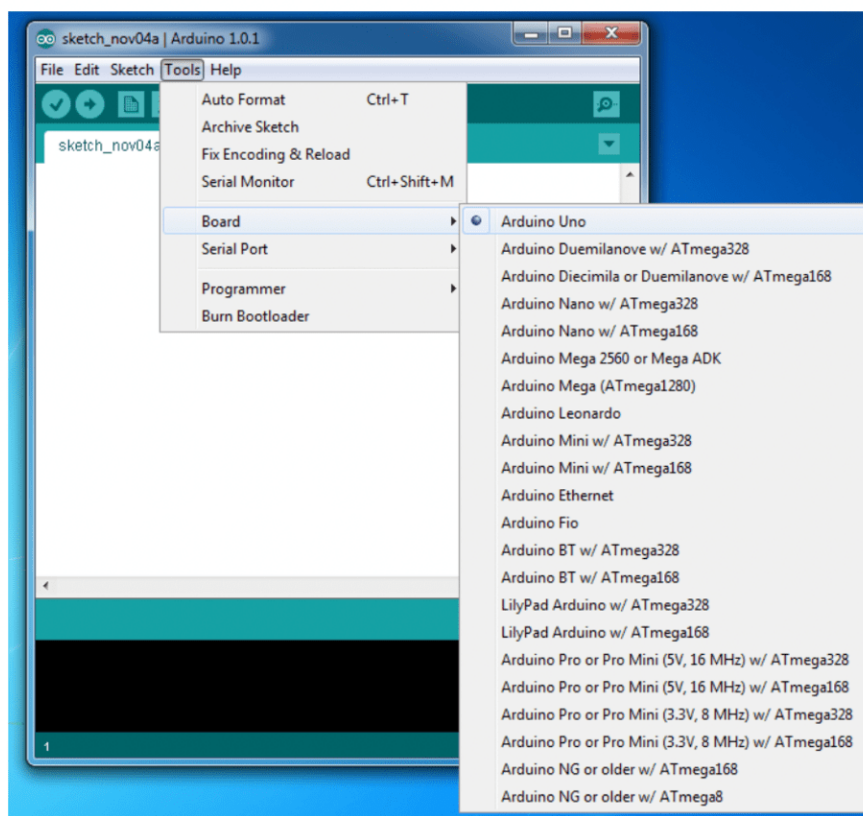 sketch_nov04a | Arduino 1.0.1
File Edit Sketch Tools Help
Auto Format Ctrl+T
Archive Sketch
sketch_nov04a
Fix Encoding & Reload
Serial Monitor Ctrl+Shift+M
Board
Serial Port
Programmer
Burn Bootloader
Arduino Uno
Arduino Duemilanove w/ ATmega328
Arduino Diecimila or Duemilanove w/ ATmega168
Arduino Nano w/ ATmega328
Arduino Nano w/ ATmega168
Arduino Mega 2560 or Mega ADK
Arduino Mega (ATmega1280)
Arduino Leonardo
Arduino Mini w/ ATmega328
Arduino Mini w/ ATmega168
Arduino Ethernet
Arduino Fio
Arduino BT w/ ATmega328
Arduino BT w/ ATmega168
LilyPad Arduino w/ ATmega328
LilyPad Arduino w/ ATmega168
Arduino Pro or Pro Mini (5V, 16 MHz) w/ ATmega328
Arduino Pro or Pro Mini (5V, 16 MHz) w/ ATmega168
Arduino Pro or Pro Mini (3.3V, 8 MHz) w/ ATmega328
Arduino Pro or Pro Mini (3.3V, 8 MHz) w/ ATmega168
Arduino NG or older w/ ATmega168
Arduino NG or older w/ ATmega8
1